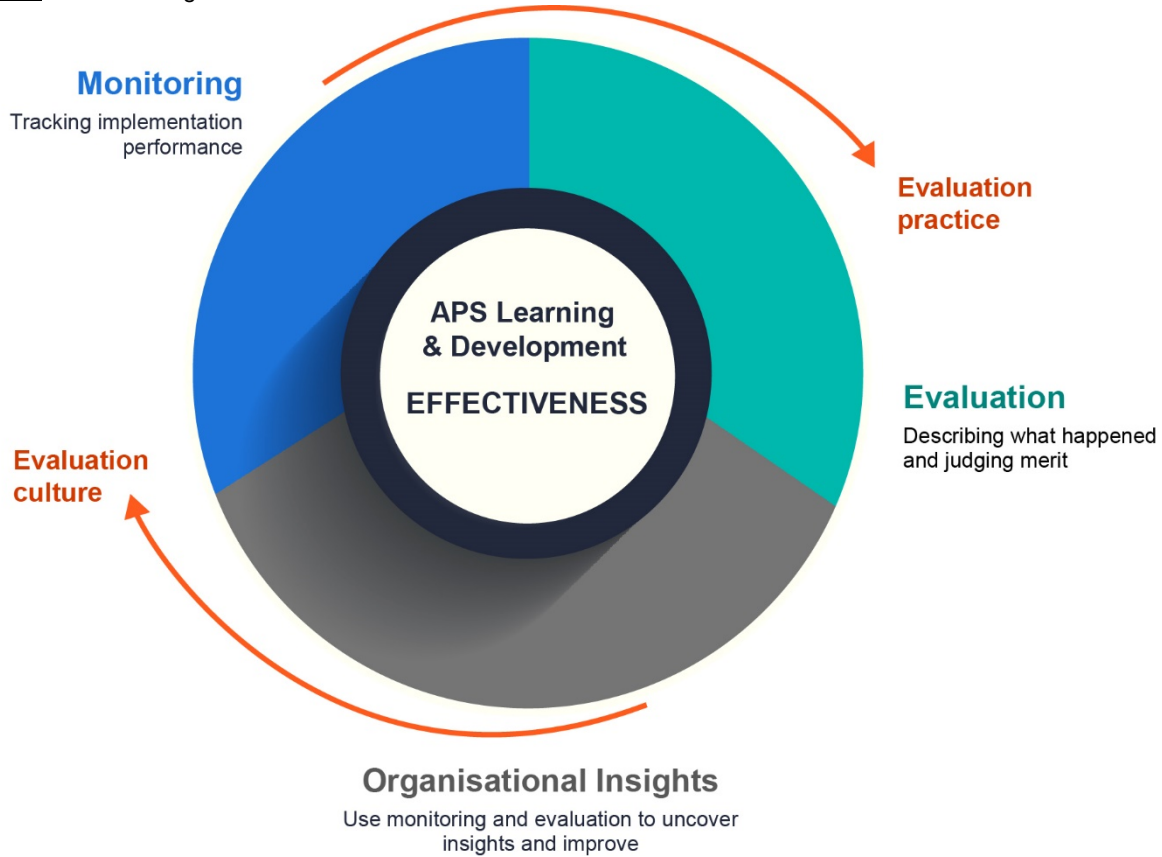 Monitoring
Tracking implementation
performance
Evaluation
practice
APS Learning
& Development
EFFECTIVENESS
Evaluation
Describing what happened
and judging merit
Evaluation
culture
Organisational Insights
Use monitoring and evaluation to uncover
insights and improve